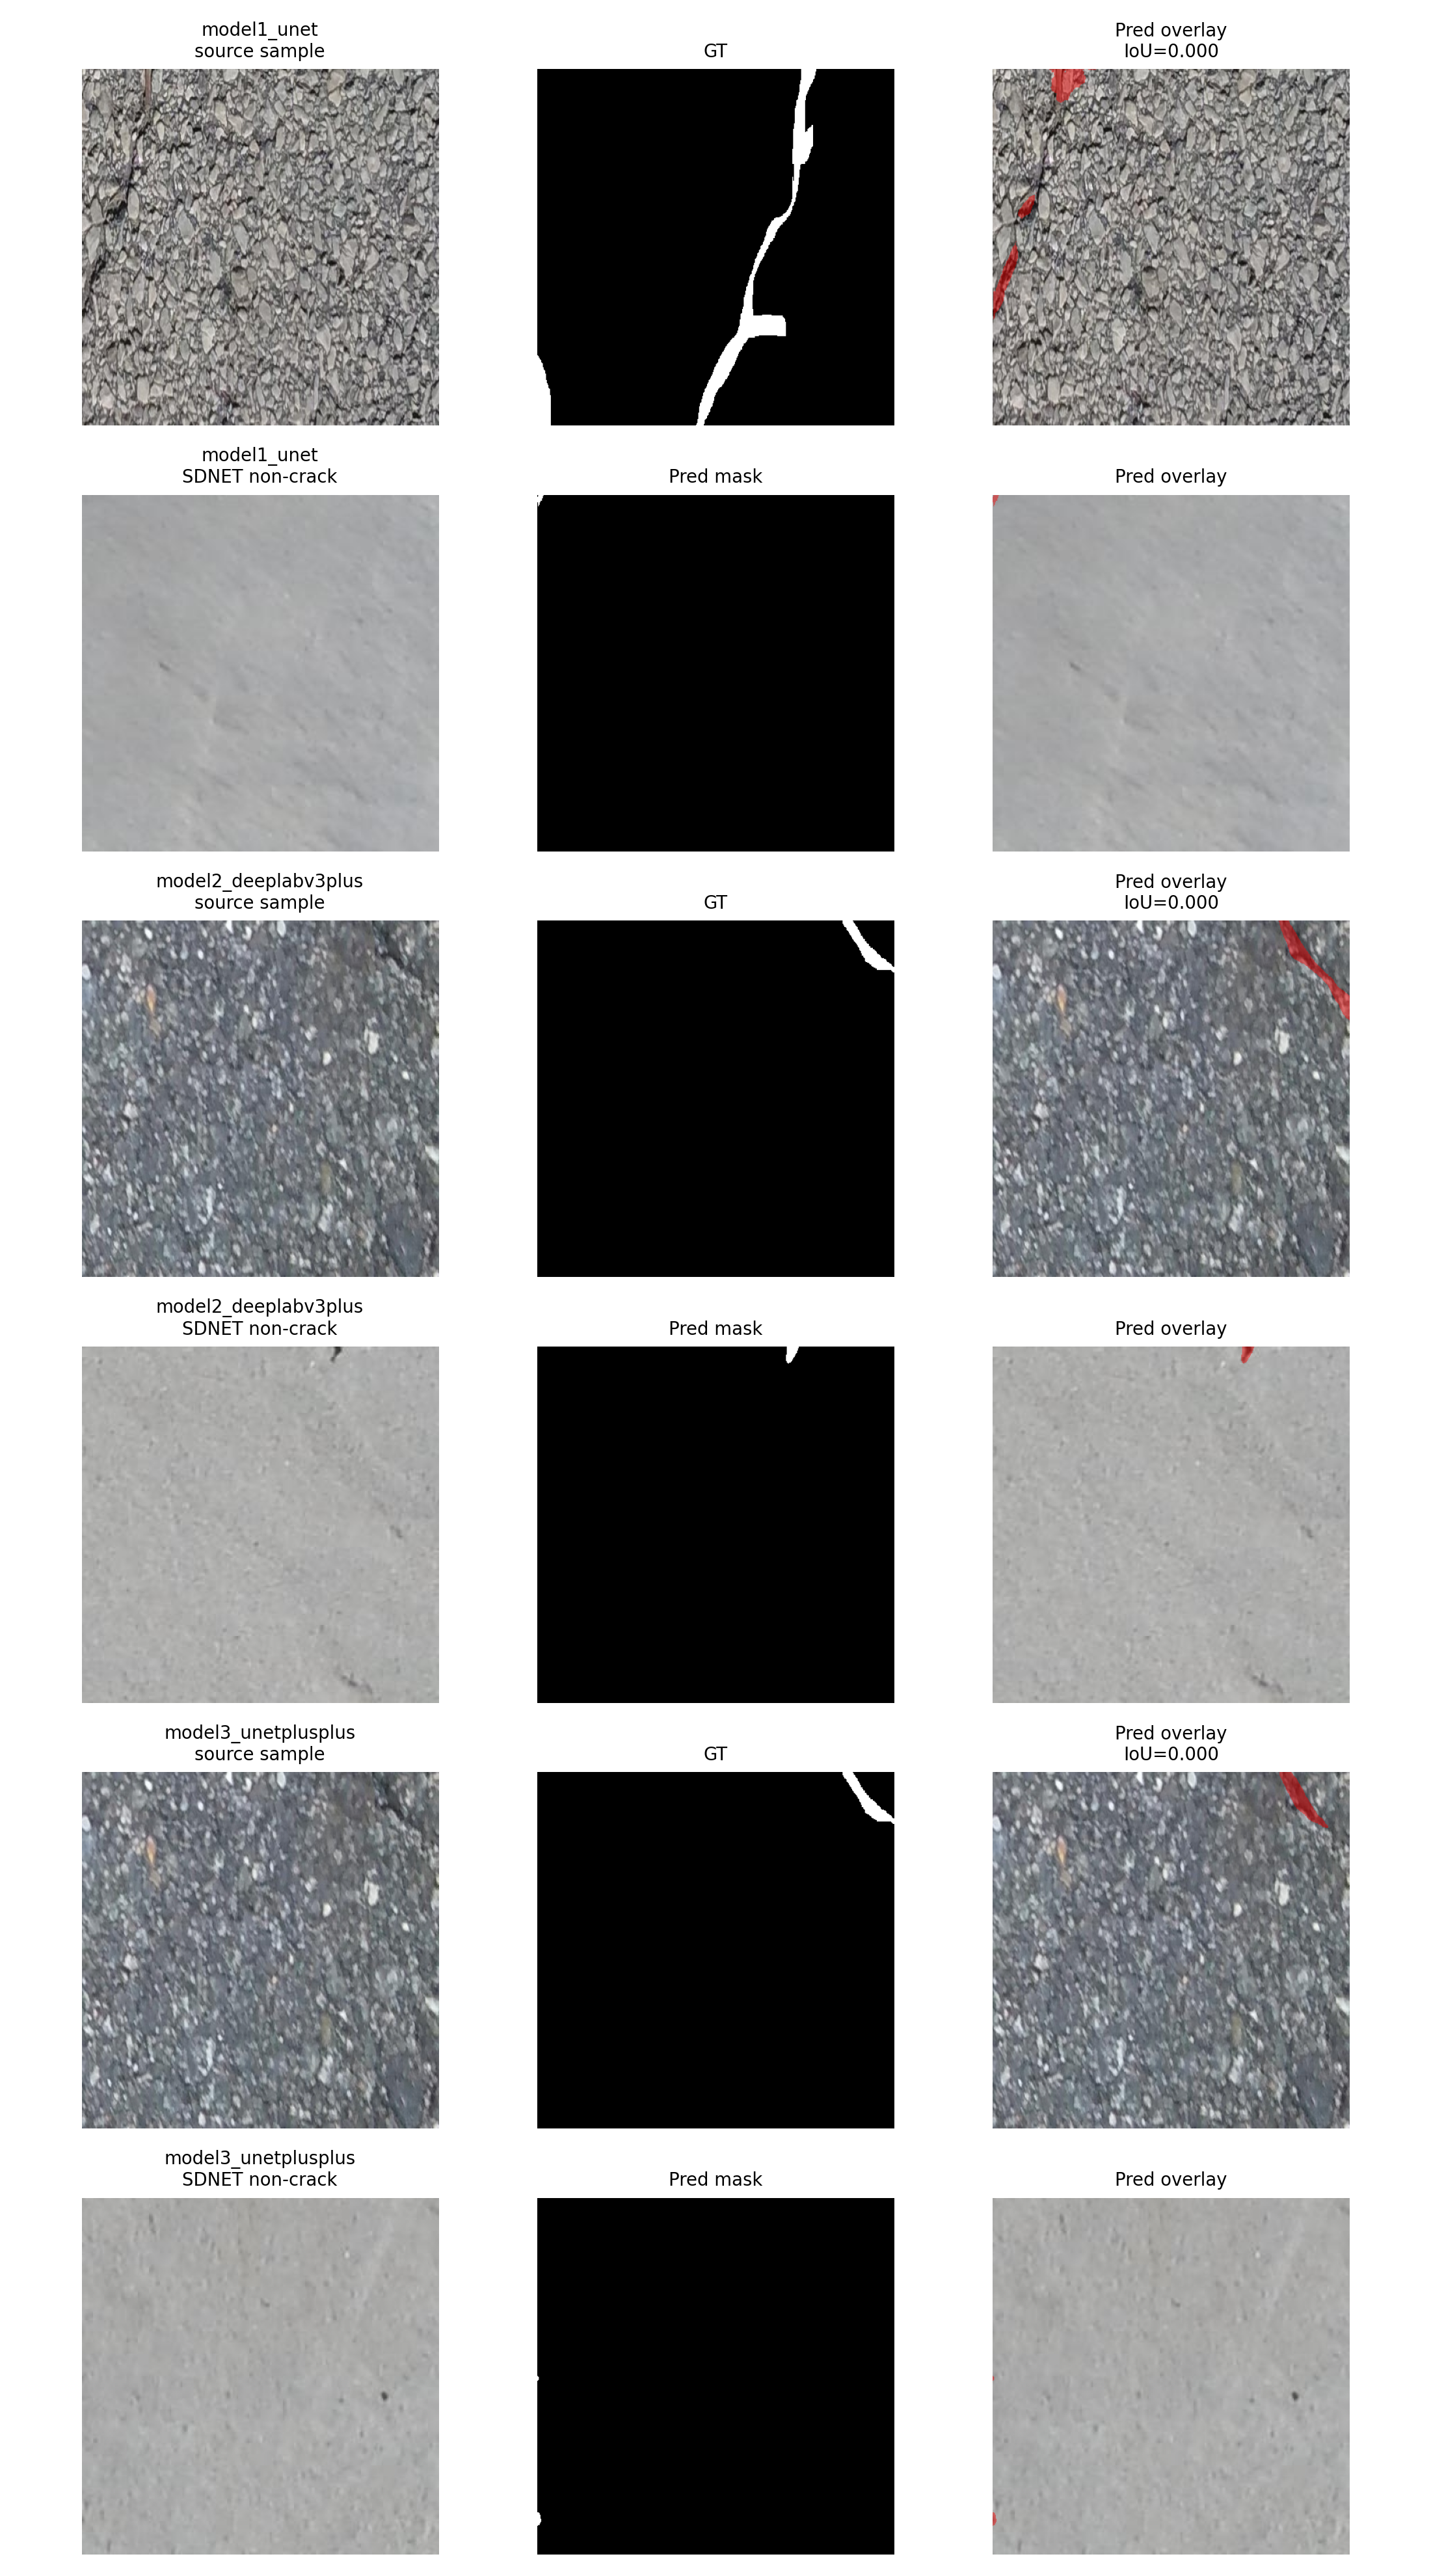 model1_unet
source sample
GT
Pred overlay
IoU=0.000
model1_unet
SDNET non-crack
Pred mask
Pred overlay
model2_deeplabv3plus
source sample
GT
Pred overlay
IoU=0.000
model2_deeplabv3plus
SDNET non-crack
Pred mask
Pred overlay
model3_unetplusplus
source sample
GT
Pred overlay
IoU=0.000
model3_unetplusplus
SDNET non-crack
Pred mask
Pred overlay